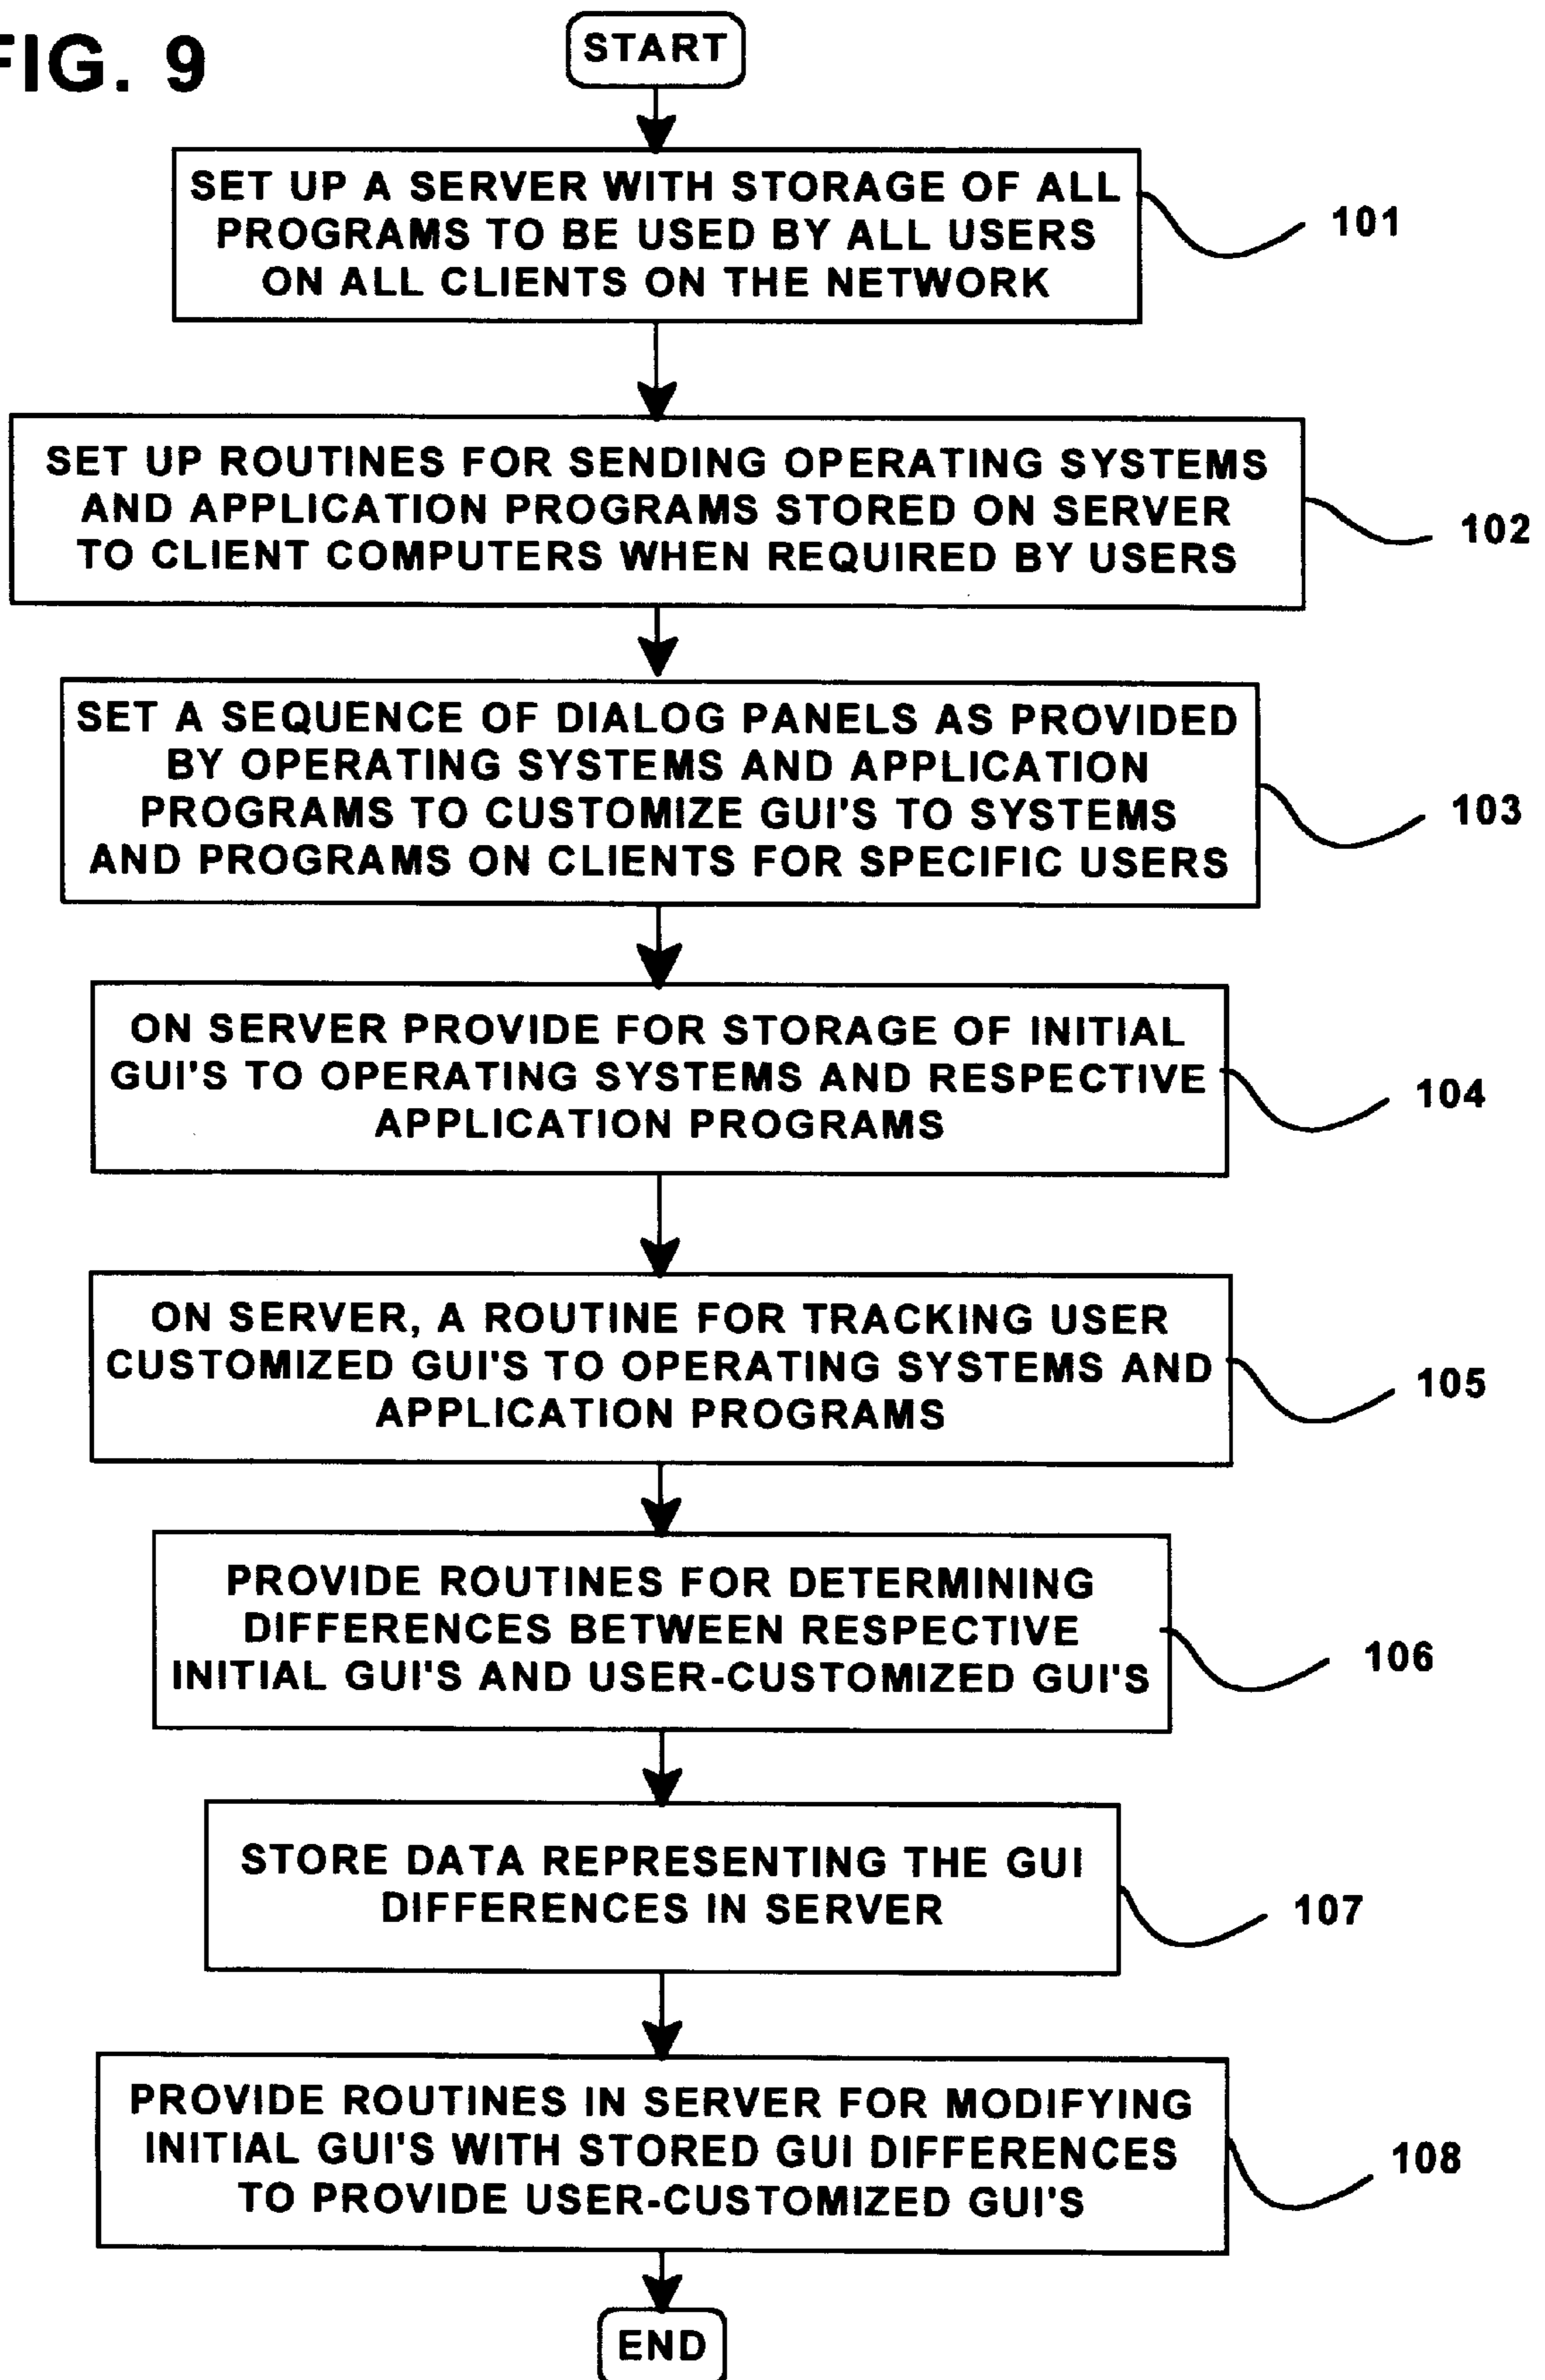 FIG. 9
START
SET UP A SERVER WITH STORAGE OF ALL
PROGRAMS TO BE USED BY ALL USERS
ON ALL CLIENTS ON THE NETWORK
101
SET UP ROUTINES FOR SENDING OPERATING SYSTEMS
AND APPLICATION PROGRAMS STORED ON SERVER
TO CLIENT COMPUTERS WHEN REQUIRED BY USERS
102
SET A SEQUENCE OF DIALOG PANELS AS PROVIDED
BY OPERATING SYSTEMS AND APPLICATION
PROGRAMS TO CUSTOMIZE GUI'S TO SYSTEMS
AND PROGRAMS ON CLIENTS FOR SPECIFIC USERS
103
ON SERVER PROVIDE FOR STORAGE OF INITIAL
GUI'S TO OPERATING SYSTEMS AND RESPECTIVE
APPLICATION PROGRAMS
104
ON SERVER, A ROUTINE FOR TRACKING USER
CUSTOMIZED GUI'S TO OPERATING SYSTEMS AND
APPLICATION PROGRAMS
105
PROVIDE ROUTINES FOR DETERMINING
DIFFERENCES BETWEEN RESPECTIVE
INITIAL GUI'S AND USER-CUSTOMIZED GUI'S
106
STORE DATA REPRESENTING THE GUI
DIFFERENCES IN SERVER
107
PROVIDE ROUTINES IN SERVER FOR MODIFYING
INITIAL GUI'S WITH STORED GUI DIFFERENCES
TO PROVIDE USER-CUSTOMIZED GUI'S
108
END